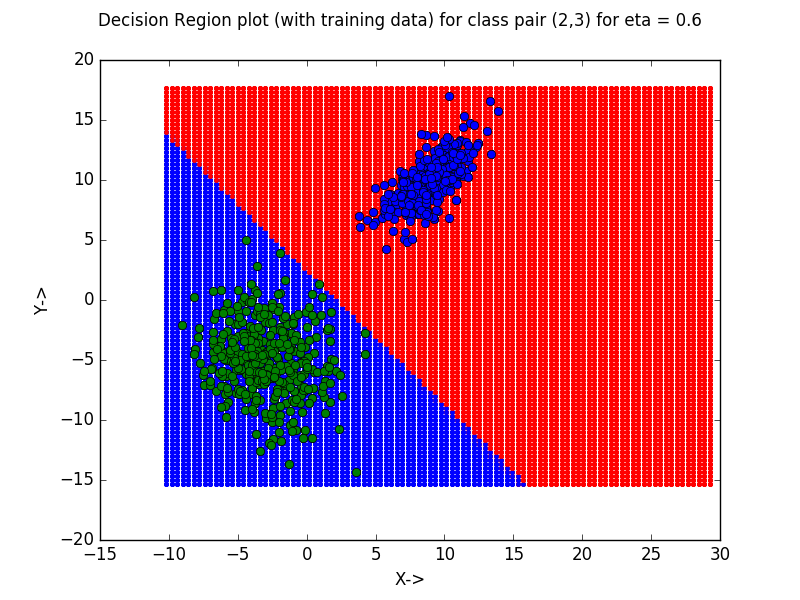 Decision Region plot (with training data) for class pair (2,3) for eta = 0.6
20
15
10
5
0
−5
−10
−15
−20
Y->
−15 −10 −5 0 5 10 15 20 25 30
X->